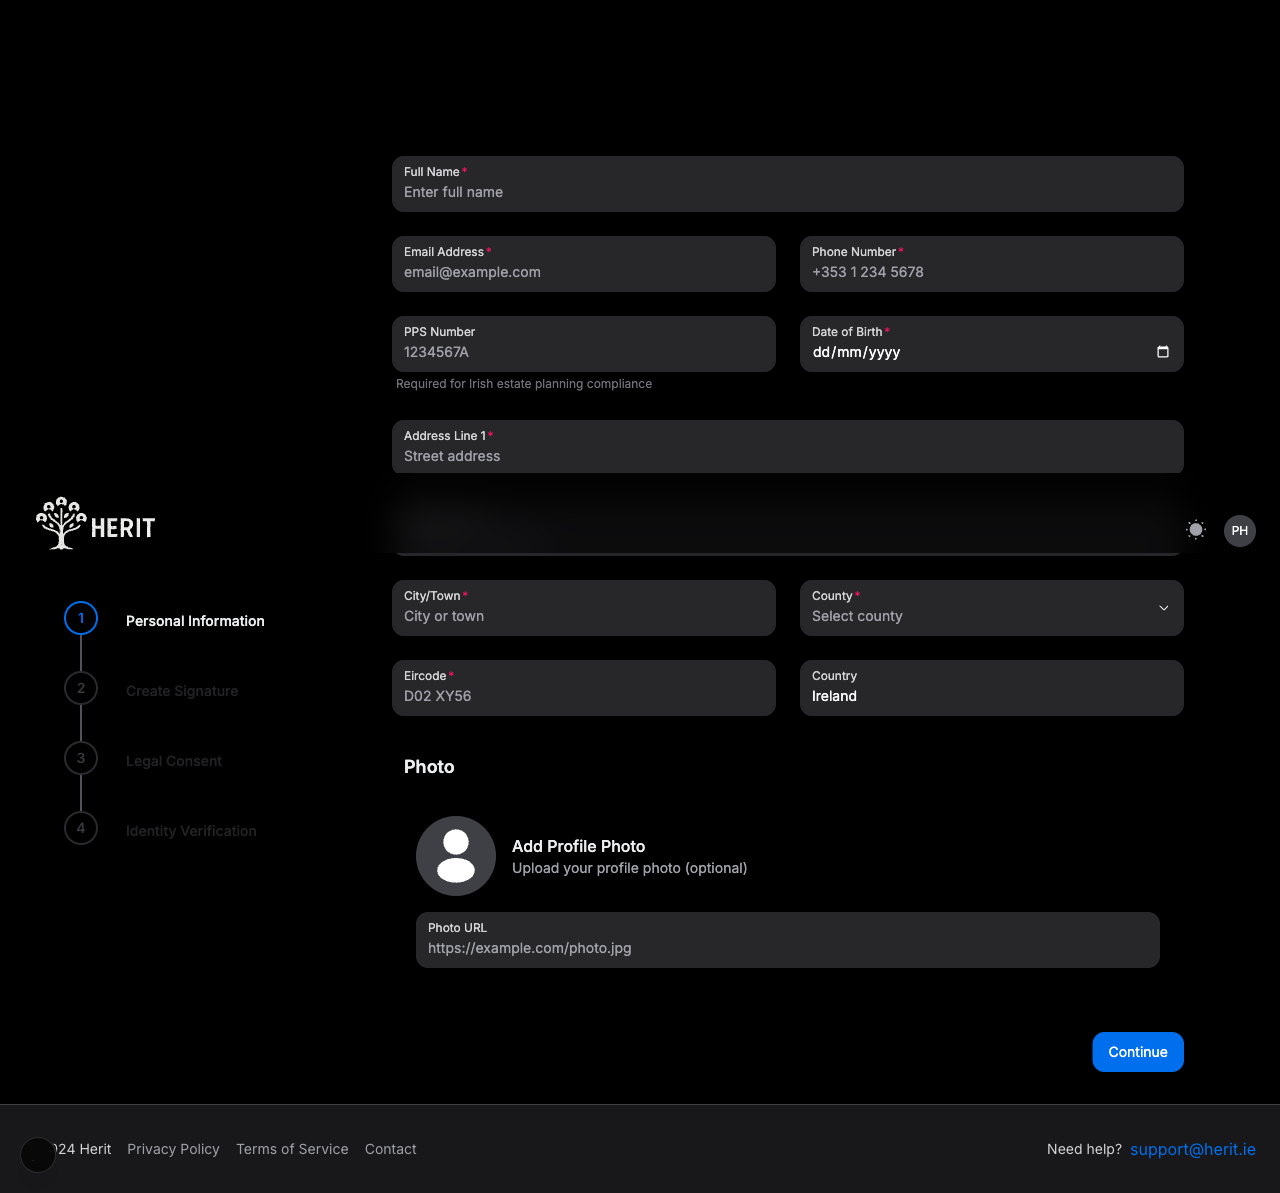 Full Name*
Enter full name
Email Address*
email@example.com
Phone Number*
+353 1 234 5678
PPS Number
1234567A
Required for Irish estate planning compliance
Date of Birth*
dd/mm/yyyy
Address Line 1*
Street address
HERIT
PH
1 Personal Information
2 Create Signature
3 Legal Consent
4 Identity Verification
City/Town*
City or town
County*
Select county
Eircode*
D02 XY56
Country
Ireland
Photo
Add Profile Photo
Upload your profile photo (optional)
Photo URL
https://example.com/photo.jpg
Continue
024 Herit Privacy Policy Terms of Service Contact
Need help? support@herit.ie